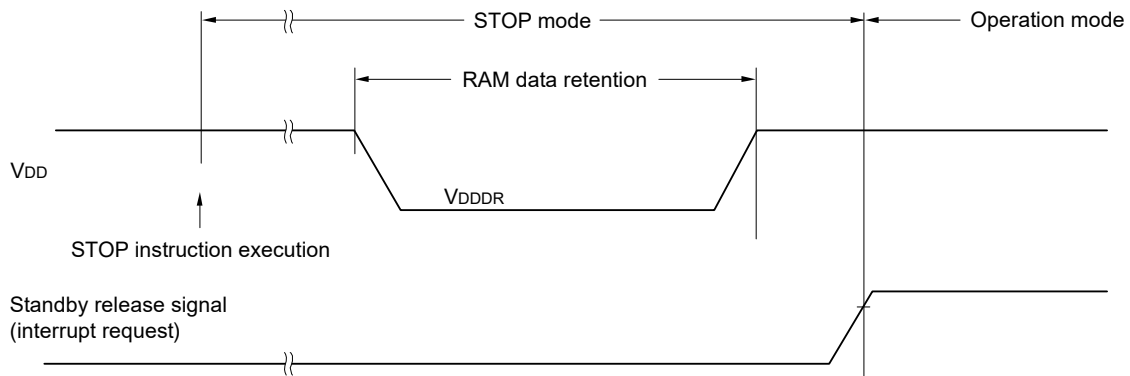 STOP mode
Operation mode
RAM data retention
VDD
VDDDR
STOP instruction execution
Standby release signal
(interrupt request)